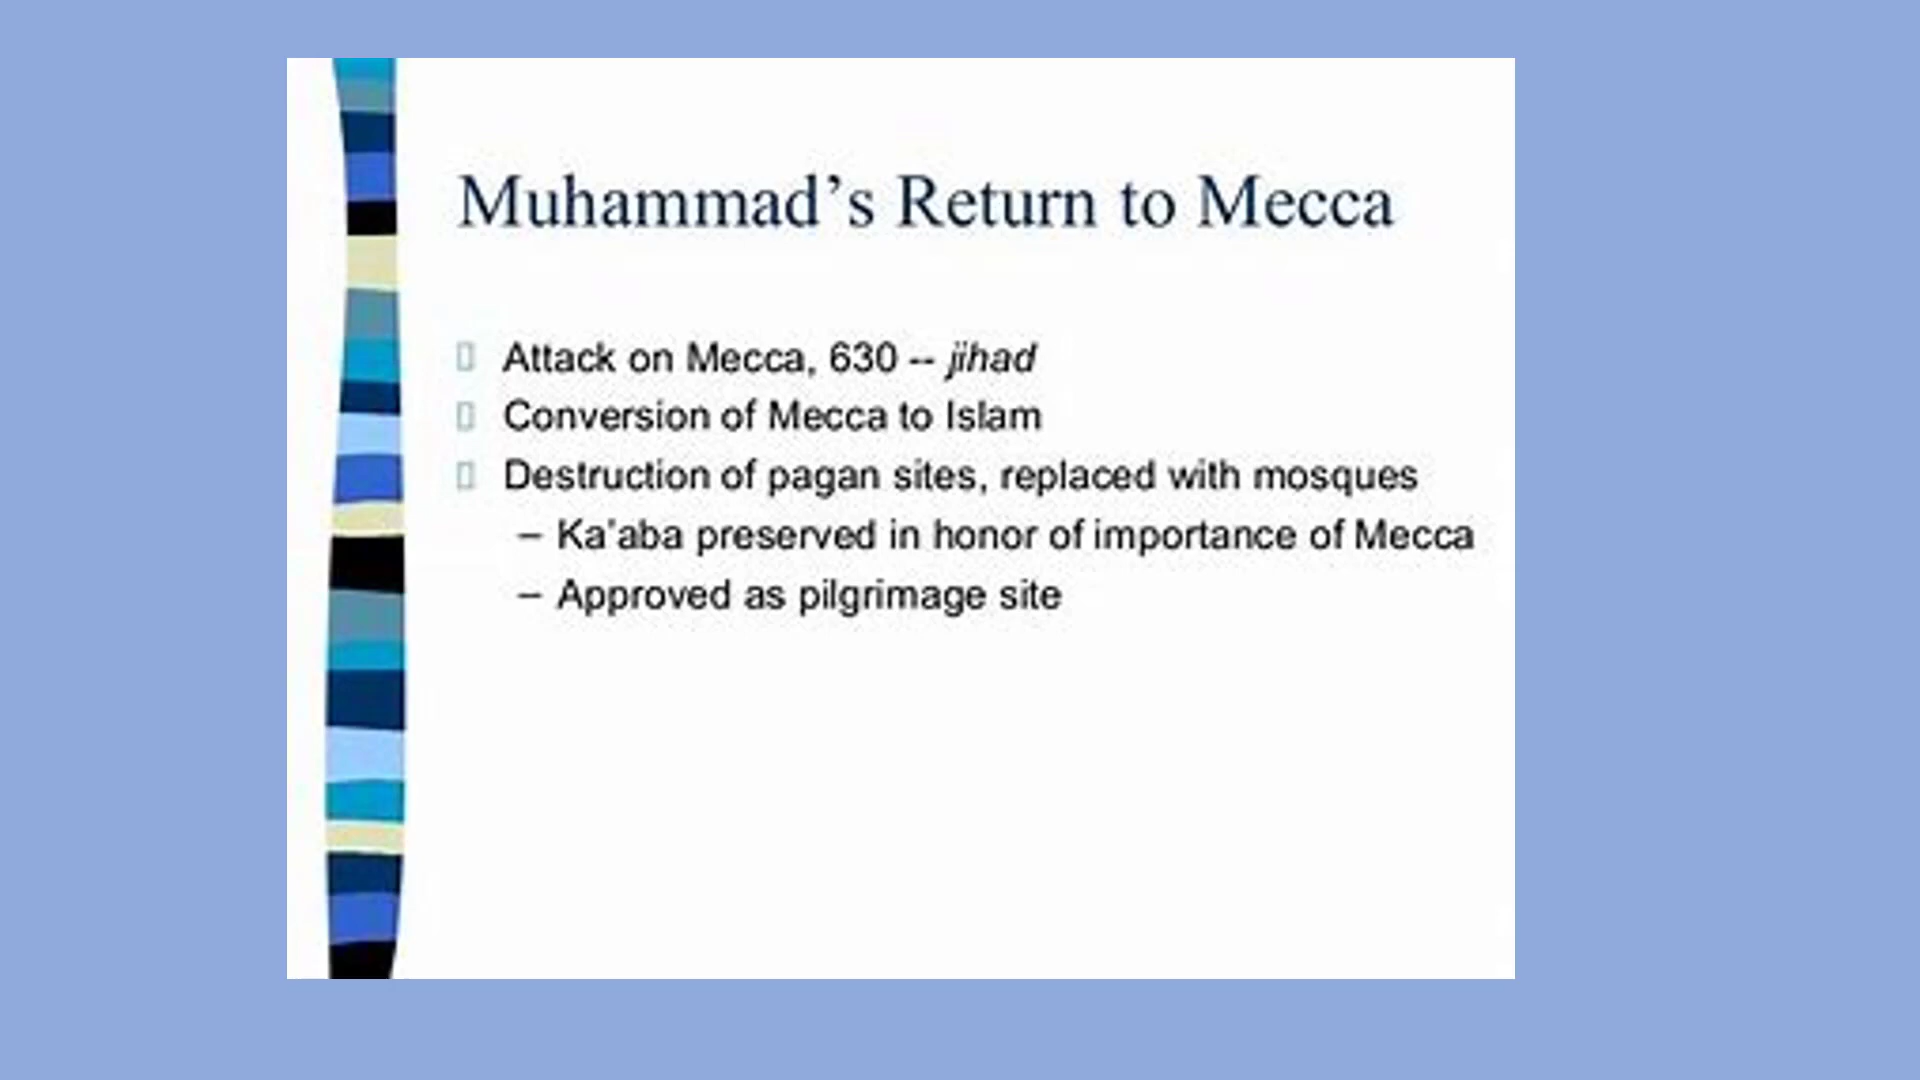 Muhammad’s Return to Mecca
Attack on Mecca, 630 -- jihad
Conversion of Mecca to Islam
Destruction of pagan sites, replaced with mosques
– Ka'aba preserved in honor of importance of Mecca
– Approved as pilgrimage site